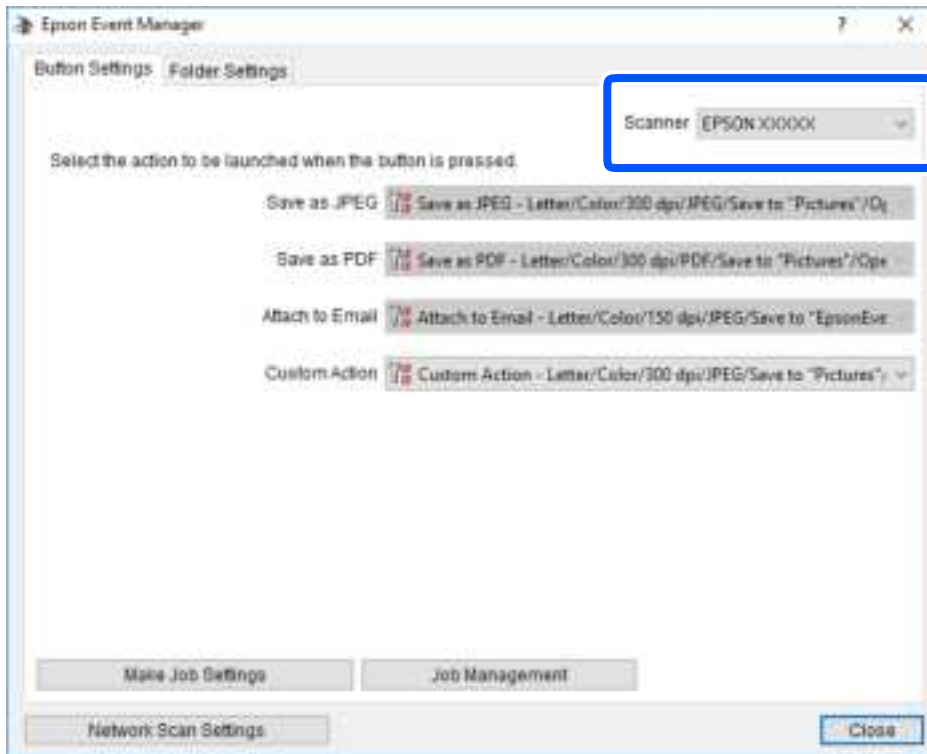 Epson Event Manager
?
Button Settings Folder Settings
Scanner EPSON XXXXX
Select the action to be launched when the button is pressed.
Save as JPEG Save as JPEG - Letter/Color/300 dpi/JPEG/Save to "Pictures"/Op
Save as PDF Save as PDF - Letter/Color/300 dpi/PDF/Save to "Pictures"/Ope
Attach to Email Attach to Email - Letter/Color/150 dpi/JPEG/Save to "EpsonEve
Custom Action Custom Action - Letter/Color/300 dpi/JPEG/Save to "Pictures"/
Make Job Settings Job Management
Network Scan Settings Close